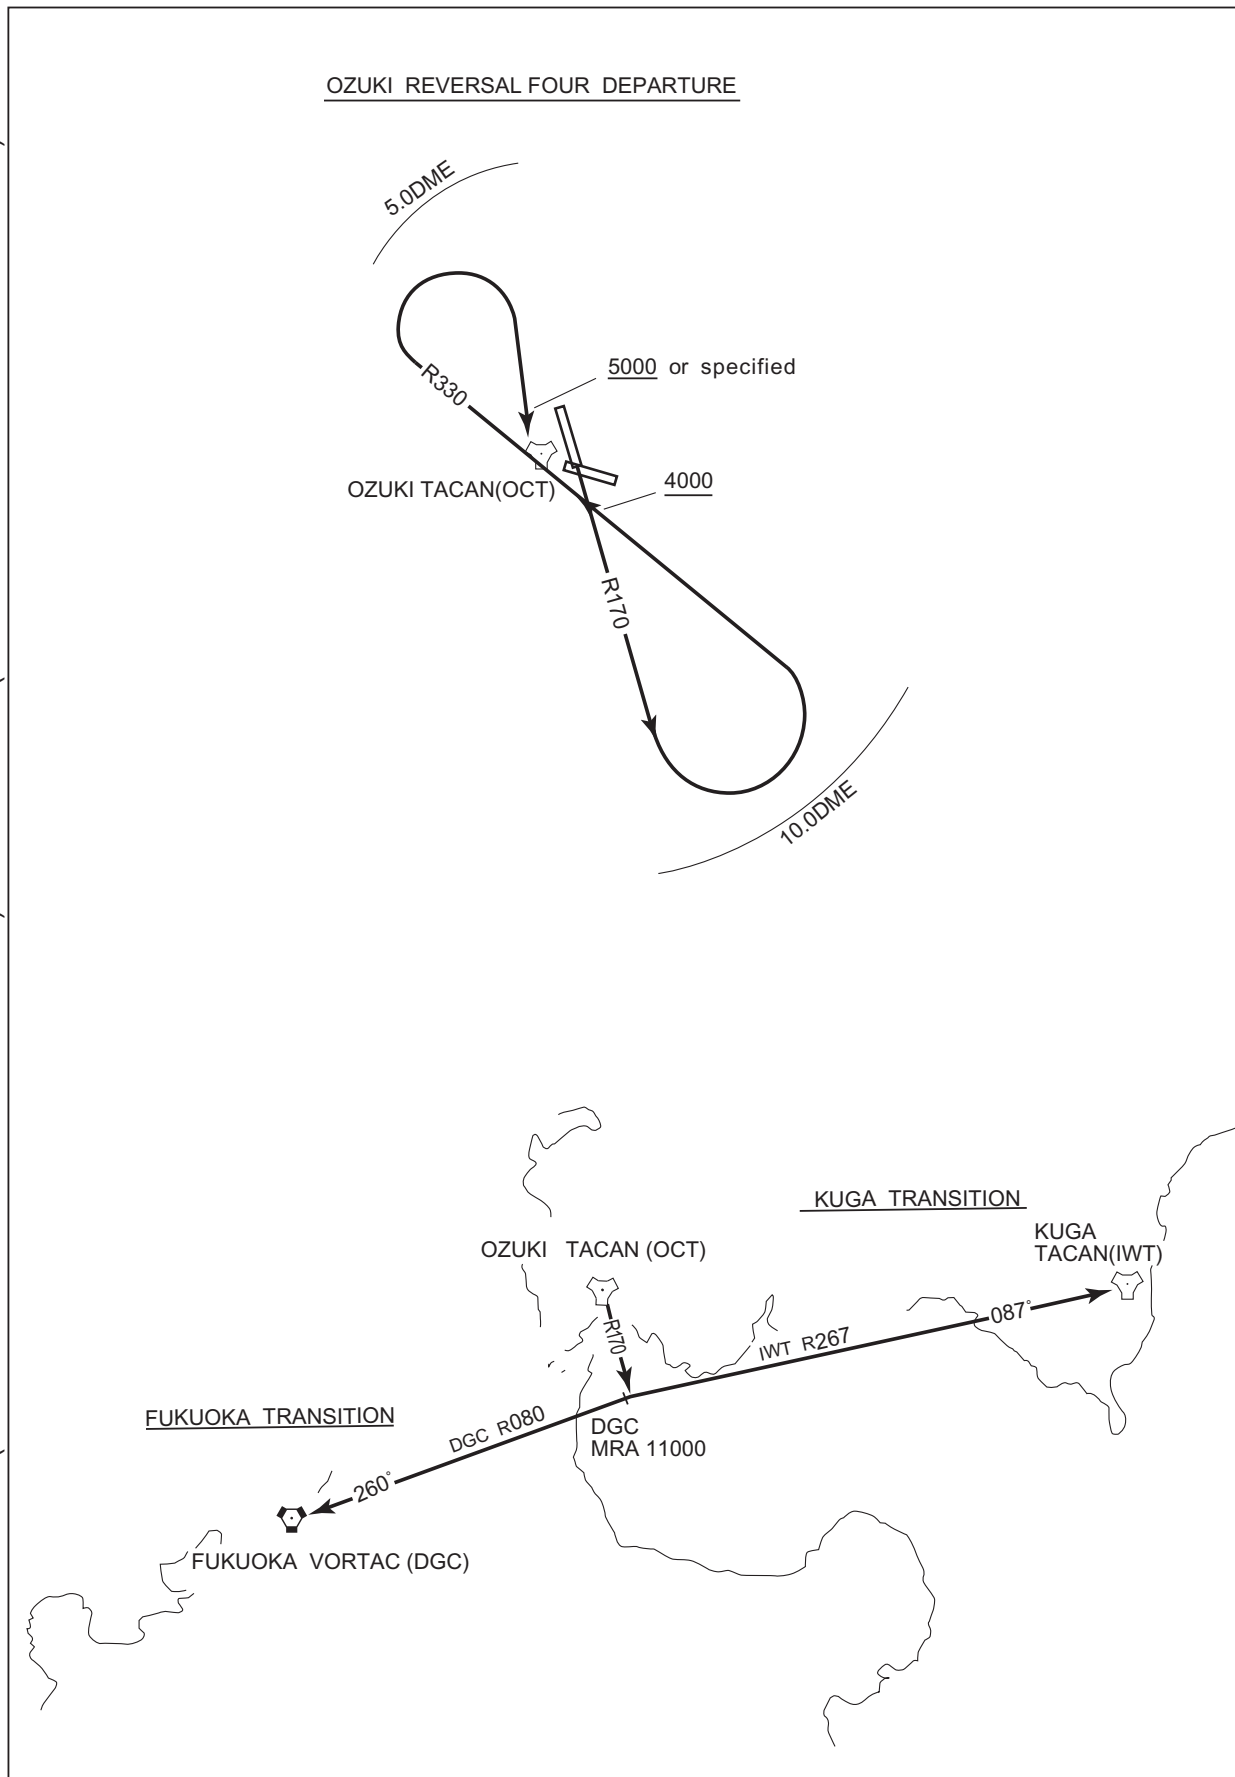 OZUKI REVERSAL FOUR DEPARTURE
5.0DME
5000 or specified
R330
4000
OZUKI TACAN(OCT)
R170
10.0DME
KUGA TRANSITION
KUGA
TACAN(IWT)
OZUKI TACAN (OCT)
087°
R170
IWT R267
FUKUOKA TRANSITION
DGC R080
DGC
MRA 11000
260°
FUKUOKA VORTAC (DGC)